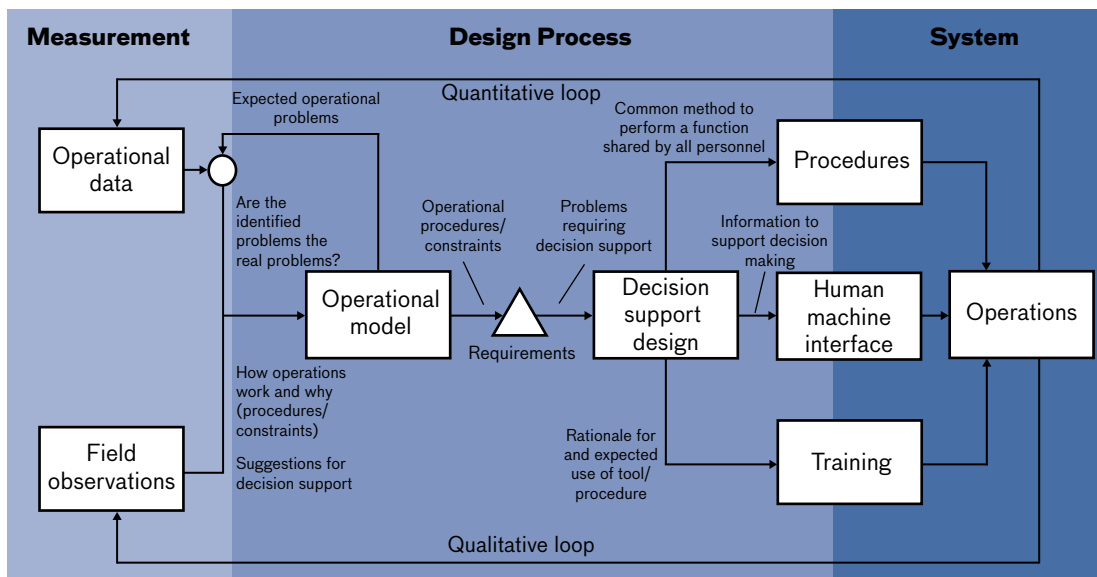 Measurement
Design Process
System
Quantitative loop
Expected operational
problems
Common method to
perform a function
shared by all personnel
Operational
data
Procedures
Are the
identified
problems the
real problems?
Operational
procedures/
constraints
Problems
requiring
decision support
Information to
support decision
making
Operational
model
Requirements
Decision
support
design
Human
machine
interface
Operations
How operations
work and why
(procedures/
constraints)
Field
observations
Suggestions for
decision support
Rationale for
and expected
use of tool/
procedure
Training
Qualitative loop